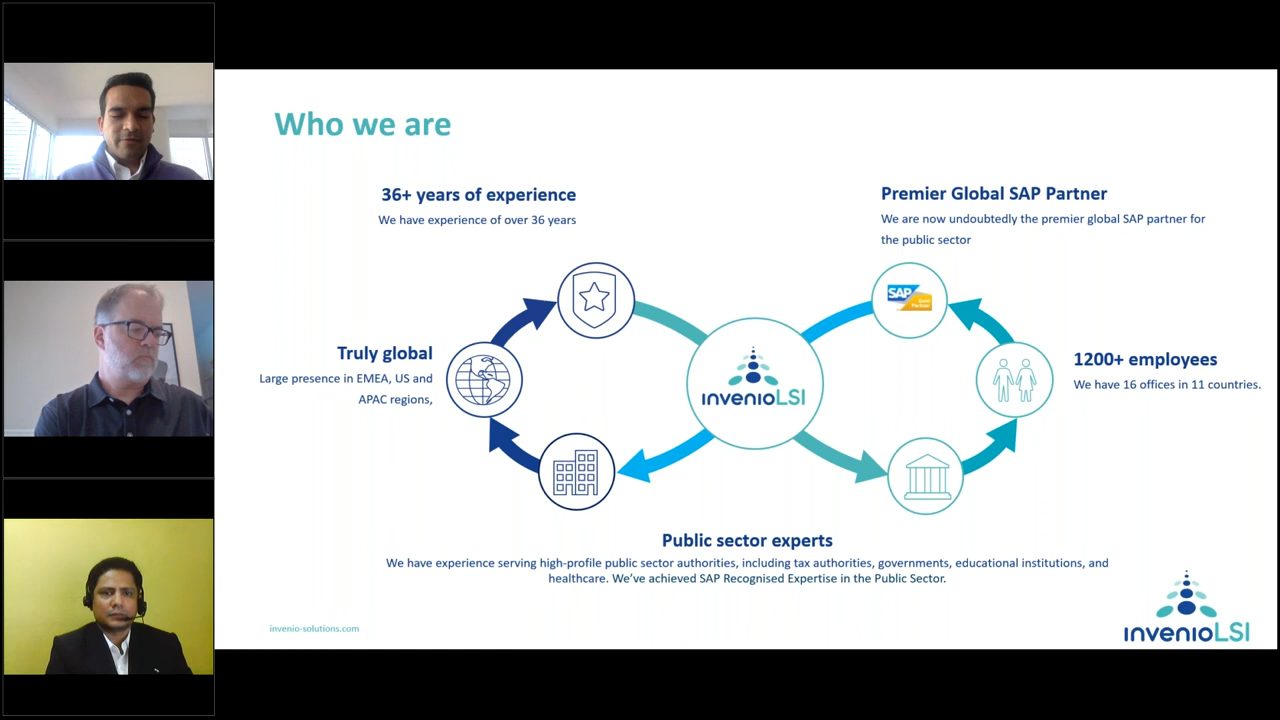 Who we are
36+ years of experience
We have experience of over 36 years
Premier Global SAP Partner
We are now undoubtedly the premier global SAP partner for
the public sector
SAP
Truly global
Large presence in EMEA, US and
APAC regions,
invenioLSI
1200+ employees
We have 16 offices in 11 countries.
Public sector experts
We have experience serving high-profile public sector authorities, including tax authorities, governments, educational institutions, and
healthcare. We've achieved SAP Recognised Expertise in the Public Sector.
invenio-solutions.com
invenioLSI